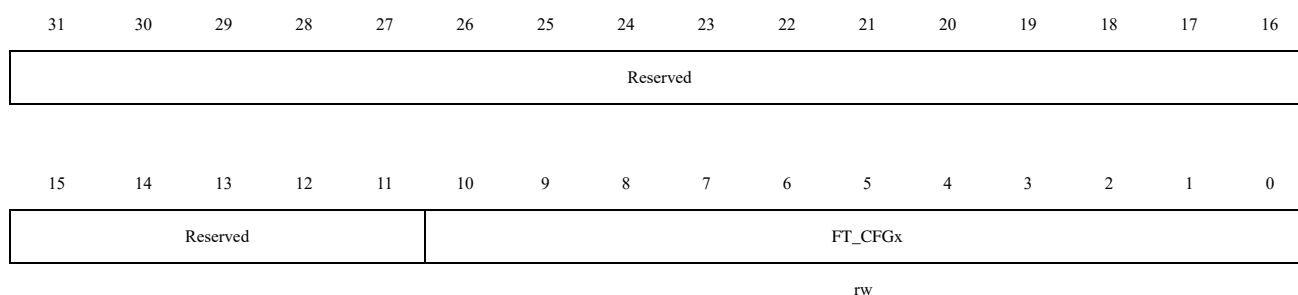 31 30 29 28 27 26 25 24 23 22 21 20 19 18 17 16
Reserved
15 14 13 12 11 10 9 8 7 6 5 4 3 2 1 0
Reserved FT_CFGx
rw